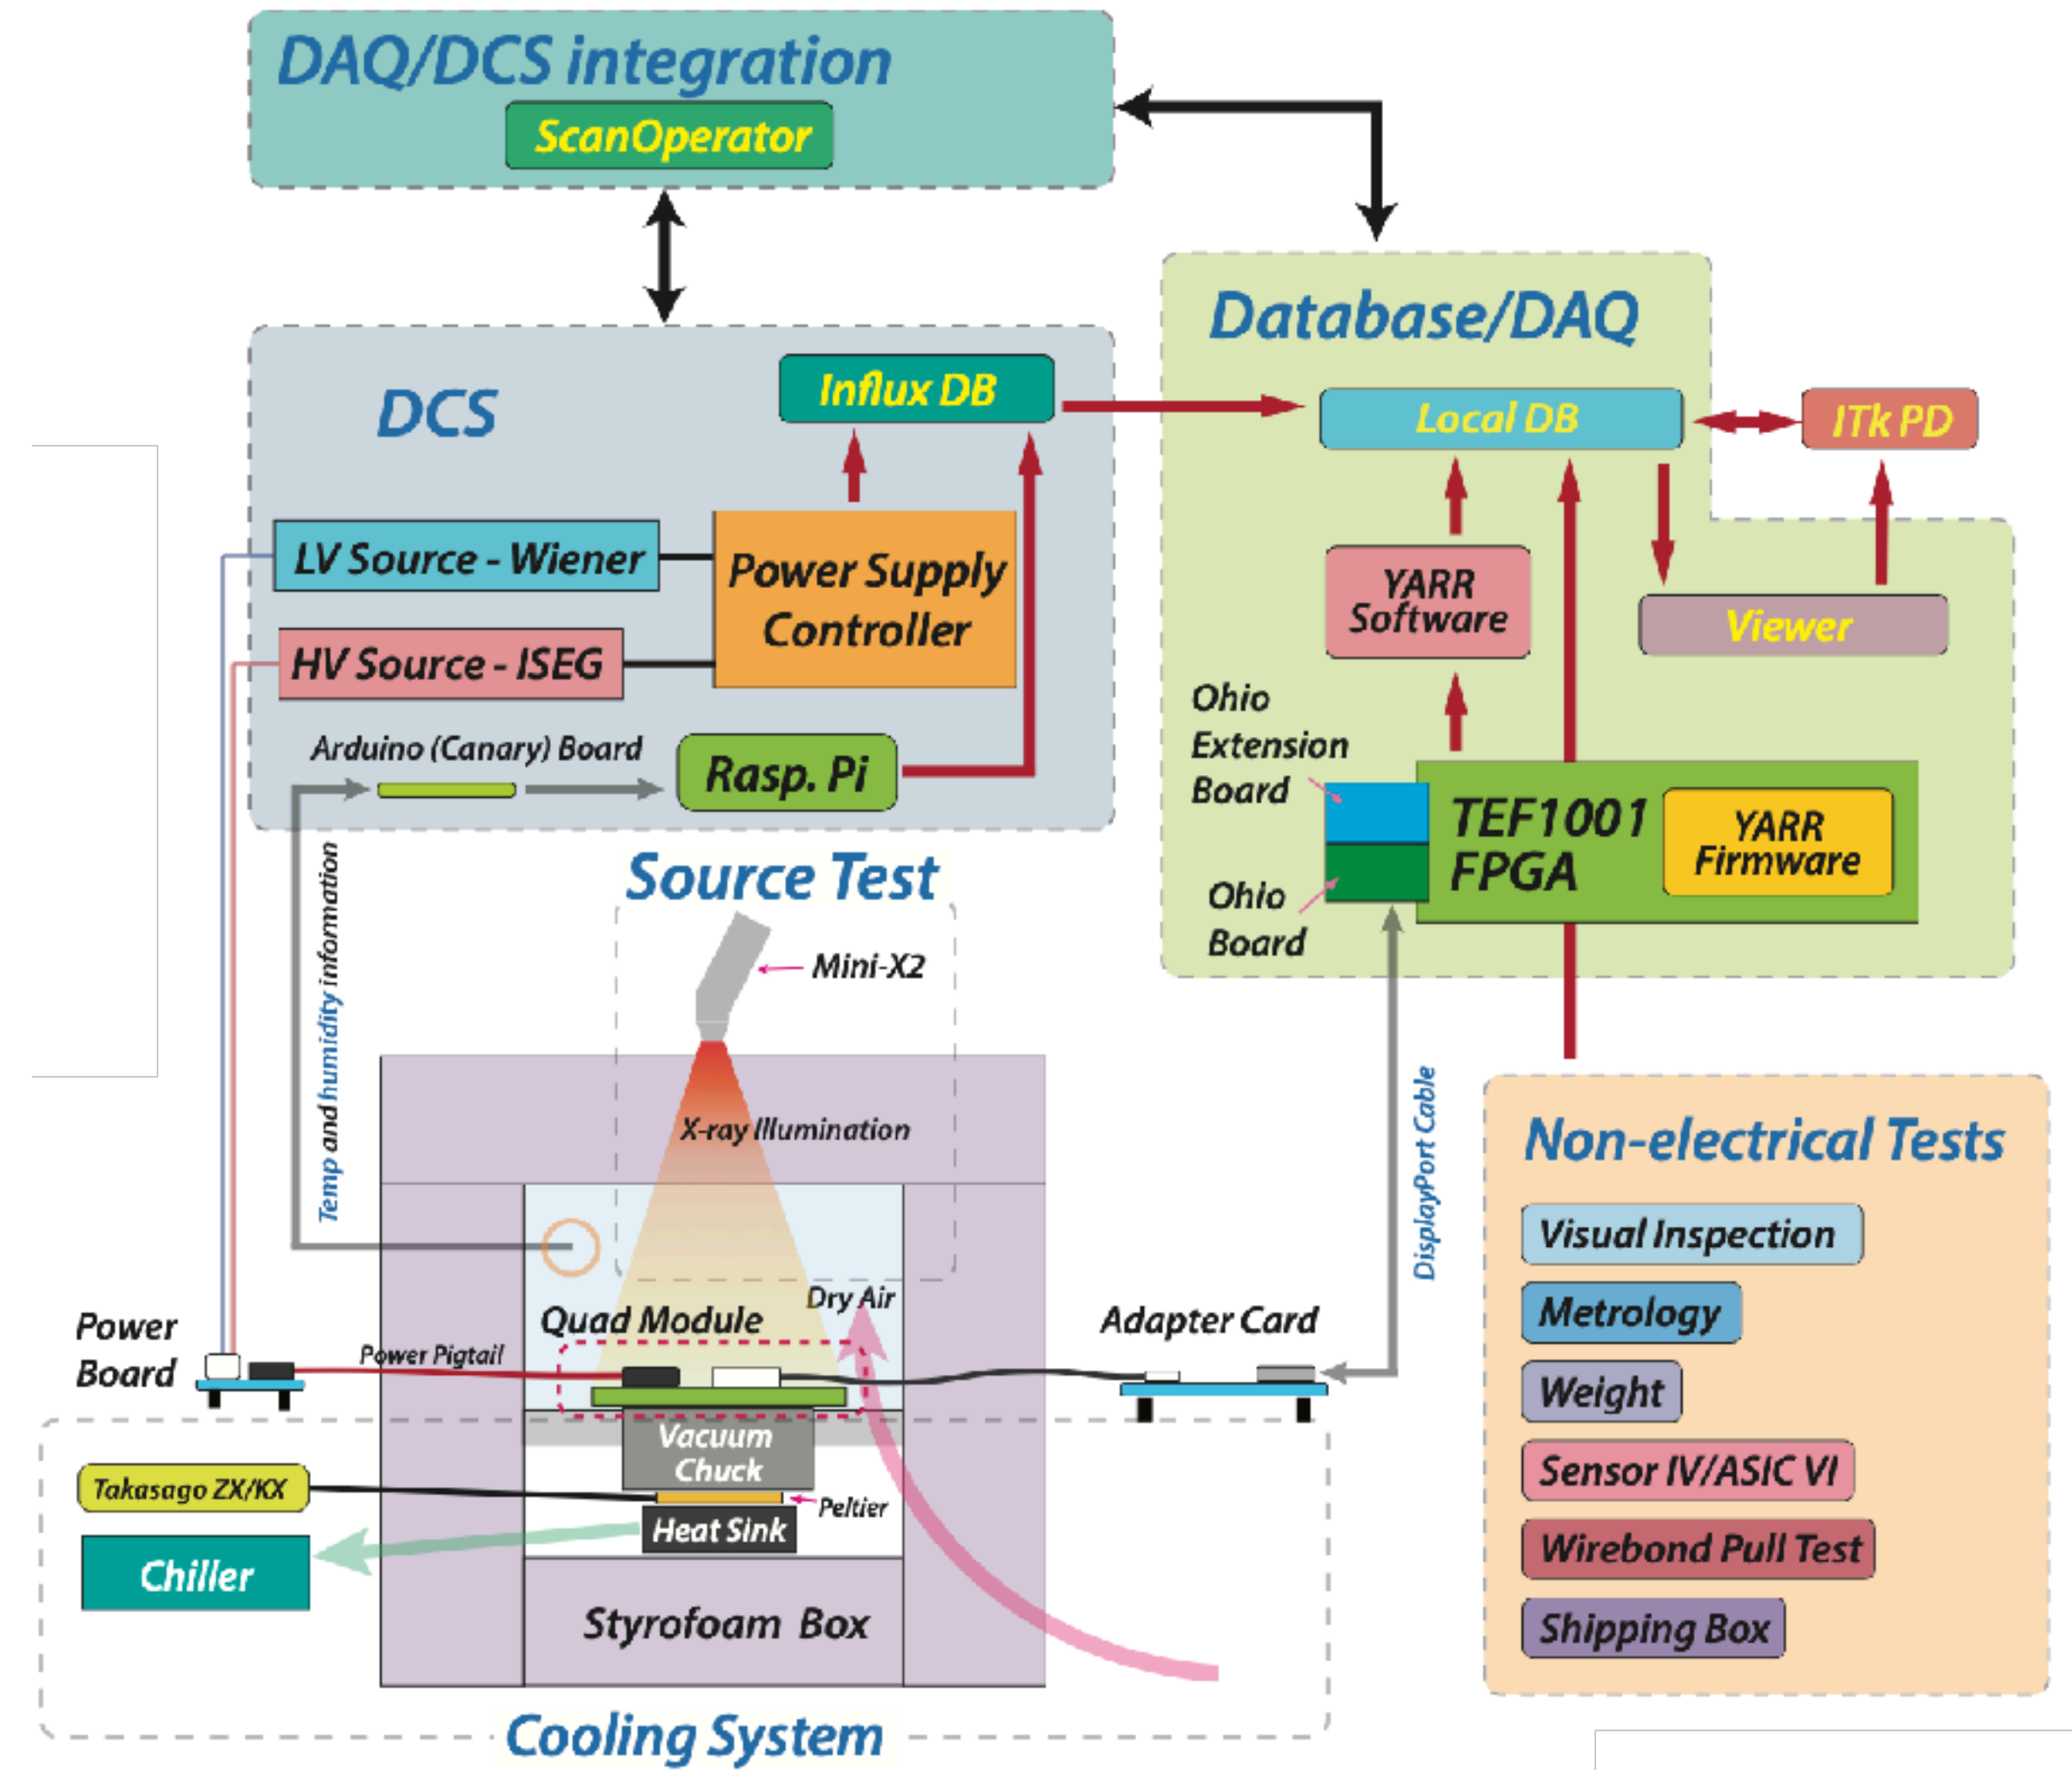 DAQ/DCS integration
ScanOperator
DCS
Influx DB
LV Source - Wiener
HV Source - ISEG
Power Supply
Controller
Arduino (Canary) Board
Rasp. Pi
Database/DAQ
Local DB
ITk PD
YARR
Software
Viewer
Ohio
Extension
Board
TEF1001
FPGA
YARR
Firmware
Ohio
Board
Temp and humidity information
Source Test
Mini-X2
X-ray Illumination
Dry Air
Quad Module
Power
Board
Power Pigtail
Adapter Card
DisplayPort Cable
Vacuum
Chuck
Takasago ZX/KX
Peltier
Heat Sink
Chiller
Styrofoam Box
Cooling System
Non-electrical Tests
Visual Inspection
Metrology
Weight
Sensor IV/ASIC VI
Wirebond Pull Test
Shipping Box